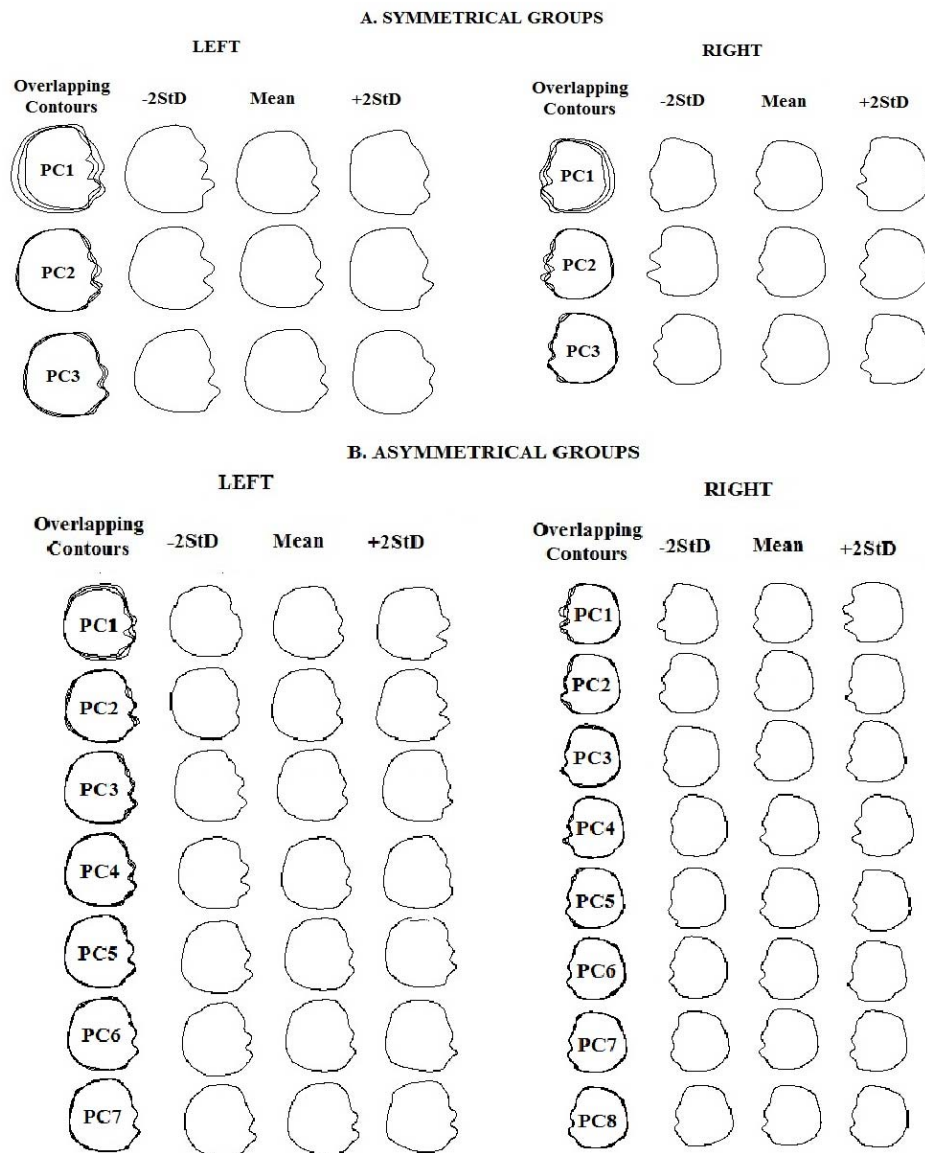 A. SYMMETRICAL GROUPS
LEFT
Overlapping
Contours
-2StD Mean +2StD
PC1
PC2
PC3
RIGHT
Overlapping
Contours
-2StD Mean +2StD
PC1
PC2
PC3
B. ASYMMETRICAL GROUPS
LEFT
Overlapping
Contours
-2StD Mean +2StD
PC1
PC2
PC3
PC4
PC5
PC6
PC7
RIGHT
Overlapping
Contours
-2StD Mean +2StD
PC1
PC2
PC3
PC4
PC5
PC6
PC7
PC8